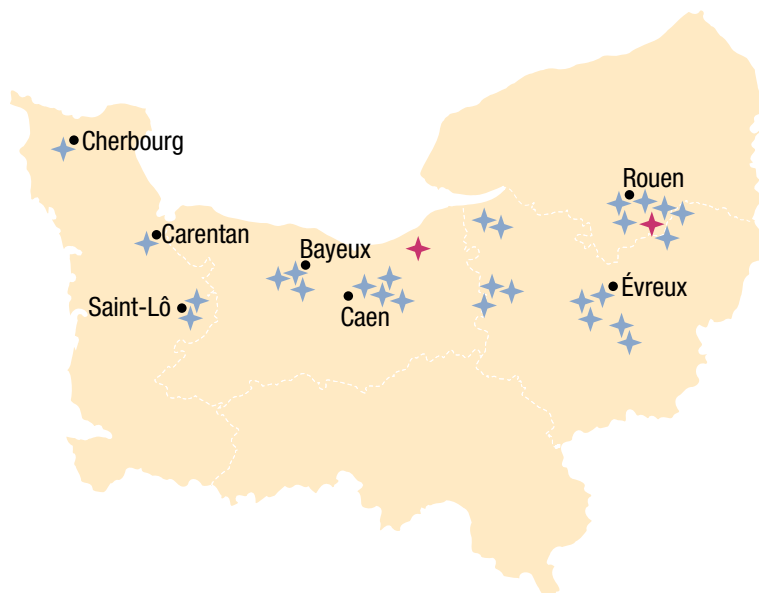 Cherbourg
Rouen
Carentan
Bayeux
Évreux
Saint-Lô
Caen